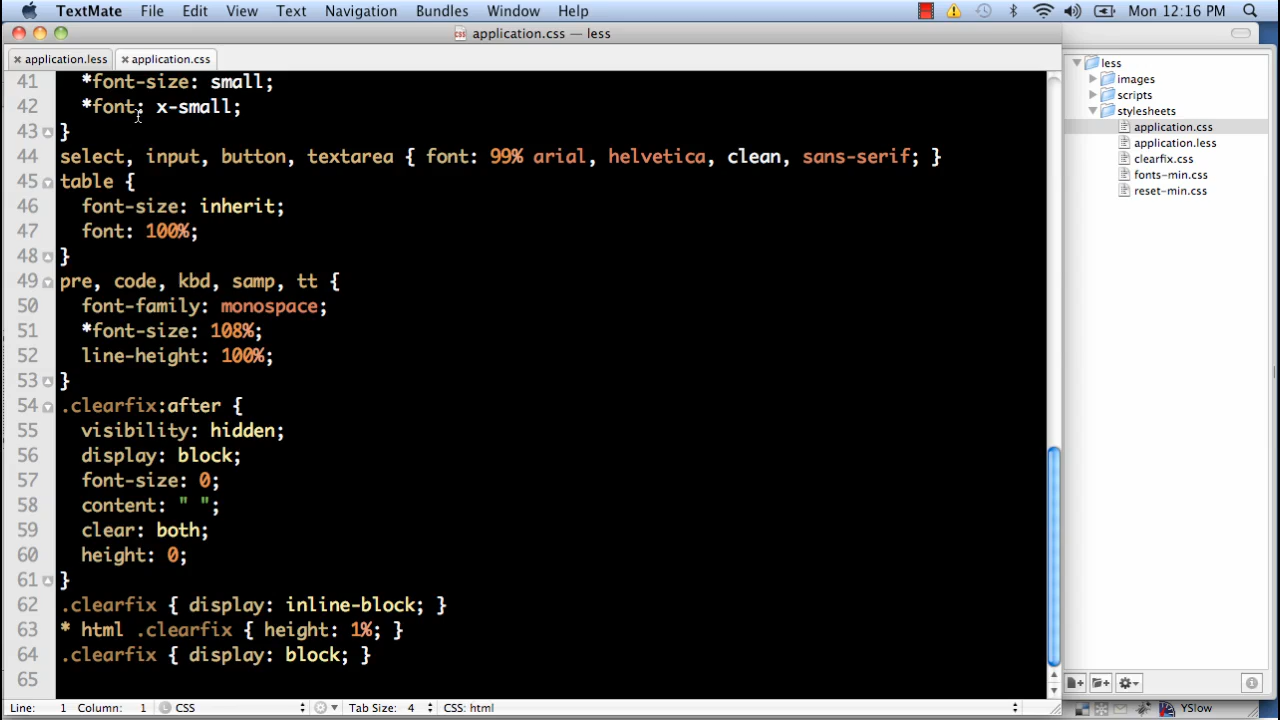 TextMate File Edit View Text Navigation Bundles Window Help Mon 12:16 PM
application.css — less
application.less application.css
41 *font-size: small;
42 *font: x-small;
43 }
44 select, input, button, textarea { font: 99% arial, helvetica, clean, sans-serif; }
45 table {
46 font-size: inherit;
47 font: 100%;
48 }
49 pre, code, kbd, samp, tt {
50 font-family: monospace;
51 *font-size: 108%;
52 line-height: 100%;
53 }
54 .clearfix:after {
55 visibility: hidden;
56 display: block;
57 font-size: 0;
58 content: " ";
59 clear: both;
60 height: 0;
61 }
62 .clearfix { display: inline-block; }
63 * html .clearfix { height: 1%; }
64 .clearfix { display: block; }
65
Line: 1 Column: 1 CSS Tab Size: 4 CSS: html
less
images
scripts
stylesheets
application.css
application.less
clearfix.css
fonts-min.css
reset-min.css
YSlow